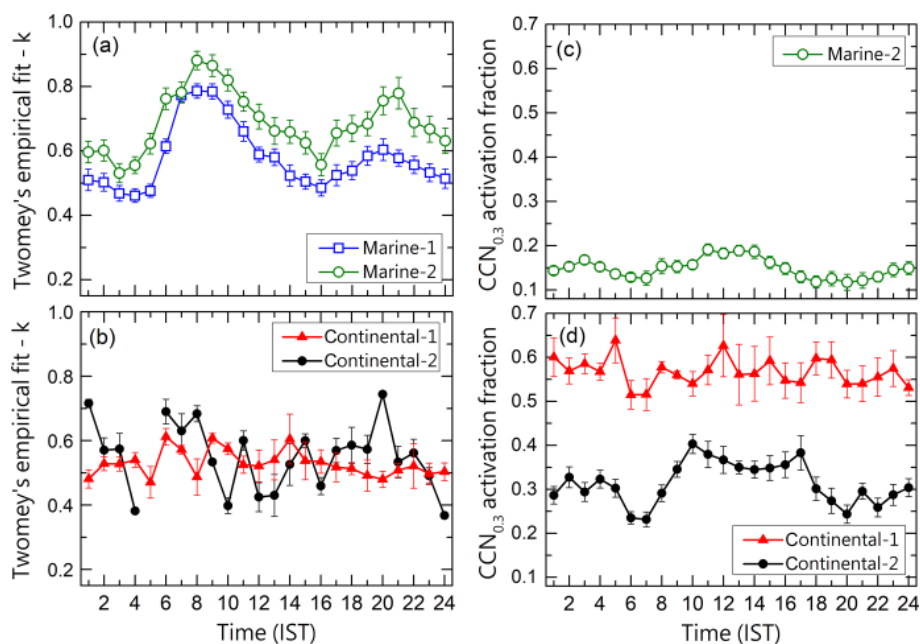 (a)
Twomey's empirical fit - k
1.0
0.8
0.6
0.4
0.2
Marine-1
Marine-2
(c)
CCN0.3 activation fraction
0.7
0.6
0.5
0.4
0.3
0.2
0.1
Marine-2
(b)
Twomey's empirical fit - k
1.0
0.8
0.6
0.4
0.2
Continental-1
Continental-2
2 4 6 8 10 12 14 16 18 20 22 24
Time (IST)
(d)
CCN0.3 activation fraction
0.7
0.6
0.5
0.4
0.3
0.2
0.1
Continental-1
Continental-2
2 4 6 8 10 12 14 16 18 20 22 24
Time (IST)